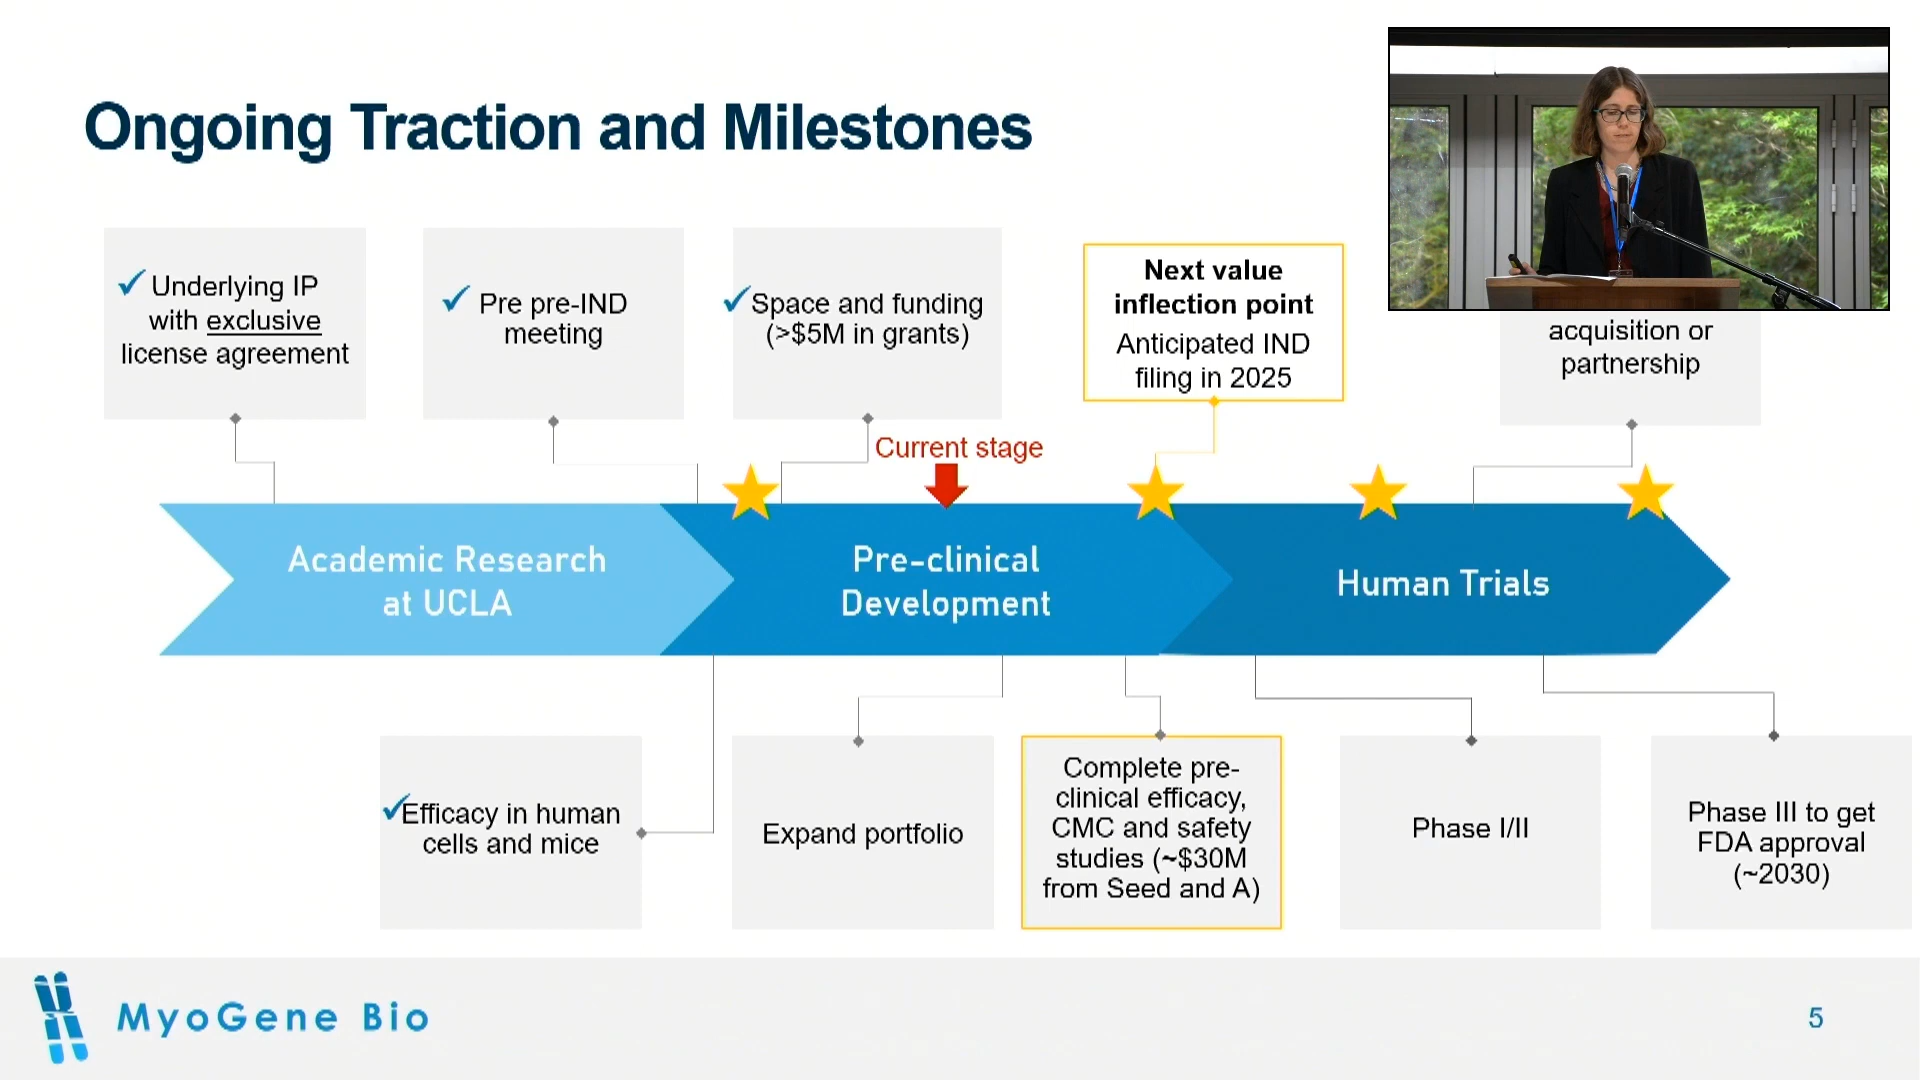 Ongoing Traction and Milestones
Underlying IP
with exclusive
license agreement
Pre pre-IND
meeting
Space and funding
(>$5M in grants)
Next value
inflection point
Anticipated IND
filing in 2025
acquisition or
partnership
Current stage
Academic Research
at UCLA
Pre-clinical
Development
Human Trials
Efficacy in human
cells and mice
Expand portfolio
Complete pre-
clinical efficacy,
CMC and safety
studies (~$30M
from Seed and A)
Phase I/II
Phase III to get
FDA approval
(~2030)
MyoGene Bio
5